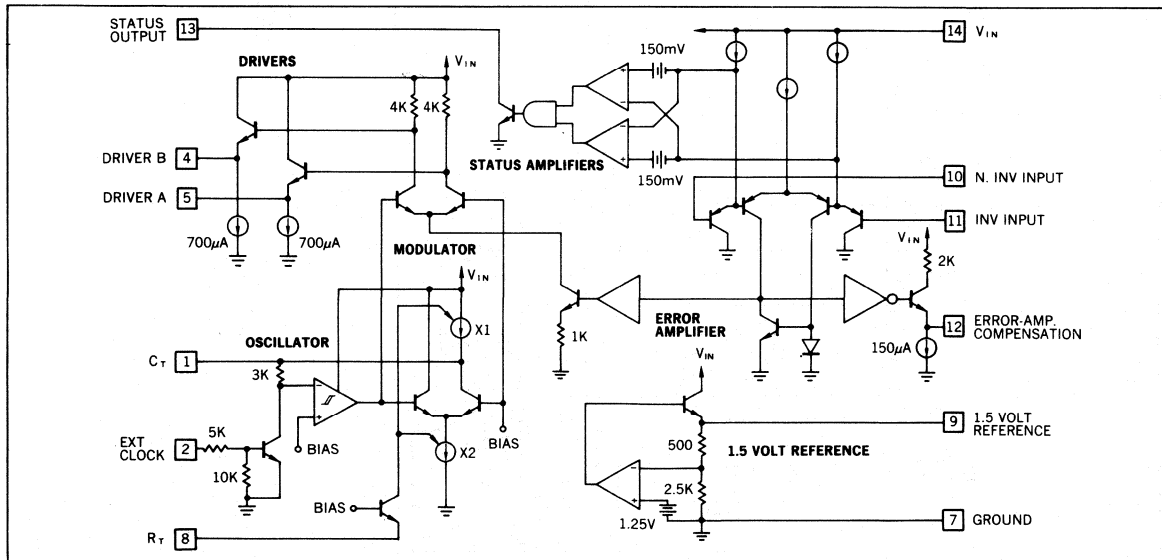 STATUS
OUTPUT
13
14
VIN
150mV
DRIVERS
VIN
4K
4K
DRIVER B
4
DRIVER A
5
STATUS AMPLIFIERS
150mV
10
N. INV INPUT
11
INV INPUT
700µA
700µA
MODULATOR
VIN
2K
VIN
X1
1K
ERROR
AMPLIFIER
12
ERROR-AMP.
COMPENSATION
150µA
OSCILLATOR
CT
1
3K
VIN
EXT
CLOCK
2
5K
BIAS
BIAS
X2
9
1.5 VOLT
REFERENCE
500
1.5 VOLT REFERENCE
10K
2.5K
BIAS
1.25V
7
GROUND
RT
8